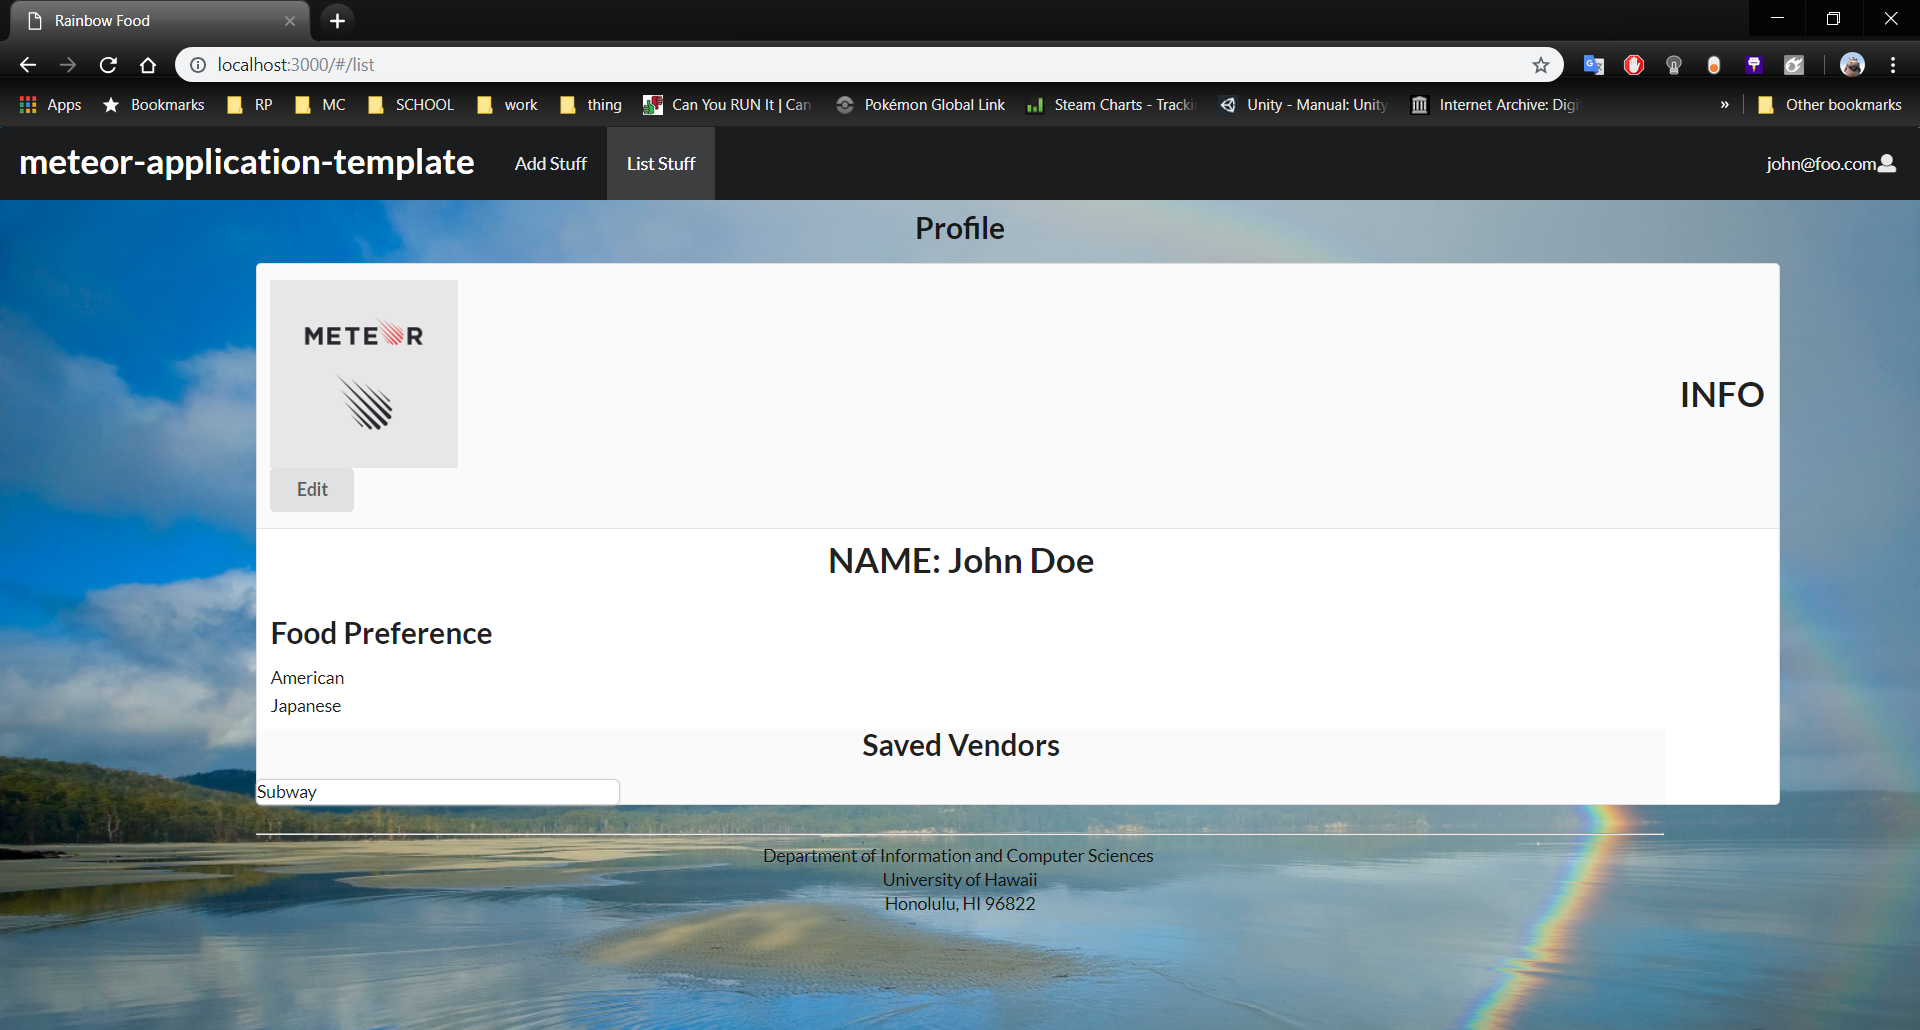 Rainbow Food
localhost:3000/#/list
Apps Bookmarks RP MC SCHOOL work thing Can You RUN It | Can Pokémon Global Link Steam Charts - Tracki Unity - Manual: Unity Internet Archive: Digi » Other bookmarks
meteor-application-template Add Stuff List Stuff john@foo.com
Profile
METEOR
INFO
Edit
NAME: John Doe
Food Preference
American
Japanese
Saved Vendors
Subway
Department of Information and Computer Sciences
University of Hawaii
Honolulu, HI 96822